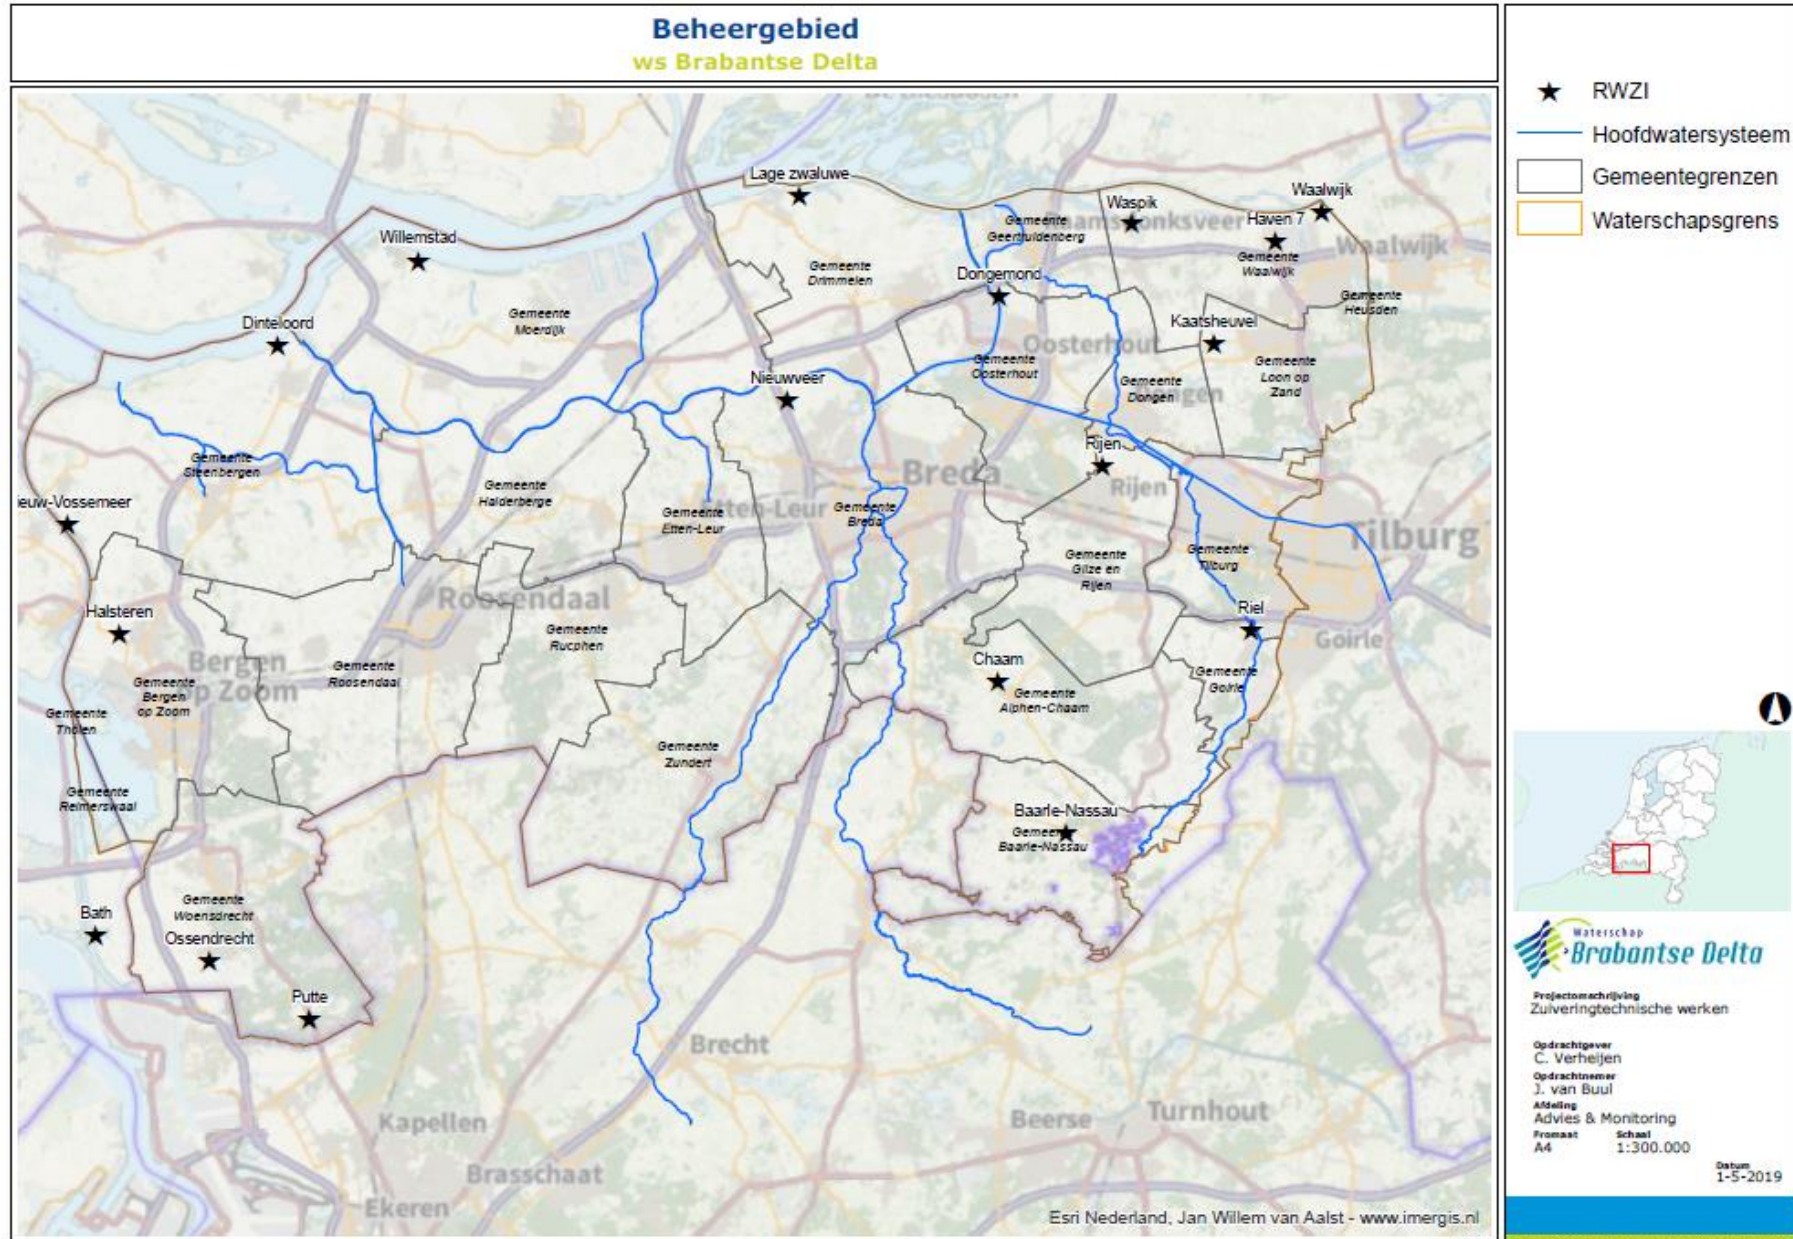 Beheergebied
ws Brabantse Delta
RWZI
Hoofdwatersysteem
Gemeentegrenzen
Waterschapsgrens
Lage zwaluwe
Waspik
Waalwijk
Haven 7
Gemeente
Geertruidenberg
aamsdonksveer
Waalwijk
Willemstad
Gemeente
Waalwijk
Gemeente
Drimmelen
Dongemond
Gemeente
Heusden
Gemeente
Moerdijk
Dinteloord
Kaatsheuvel
Oosterhout
Gemeente
Oosterhout
Gemeente
Loon op
Zand
Nieuwveer
Gemeente
Dongen
ngen
Rijen
Gemeente
Steenbergen
Breda
Gemeente
Halderberge
Rijen
ieuw-Vossemeer
Gemeente
Etten-Leur
tten-Leur
Gemeente
Breda
Tilburg
Gemeente
Gilze en
Rijen
Gemeente
Tilburg
Roosendaal
Halsteren
Riel
Goirle
Gemeente
Rucphen
Bergen
op Zoom
Gemeente
Bergen
op Zoom
Gemeente
Roosendaal
Chaam
Gemeente
Alphen-Chaam
Gemeente
Goirle
Gemeente
Tholen
Gemeente
Zundert
Gemeente
Reimerswaal
Baarle-Nassau
Gemeen
Baarle-Nassau
Bath
Gemeente
Woensdrecht
Ossendrecht
Putte
Brecht
Kapellen
Beerse
Turnhout
Brasschaat
Ekeren
Esri Nederland, Jan Willem van Aalst - www.imergis.nl
Waterschap
Brabantse Delta
Projectomschrijving
Zuiveringtechnische werken
Opdrachtgever
C. Verheijen
Opdrachtnemer
J. van Buul
Afdeling
Advies & Monitoring
Fromaat Schaal
A4 1:300.000
Datum
1-5-2019